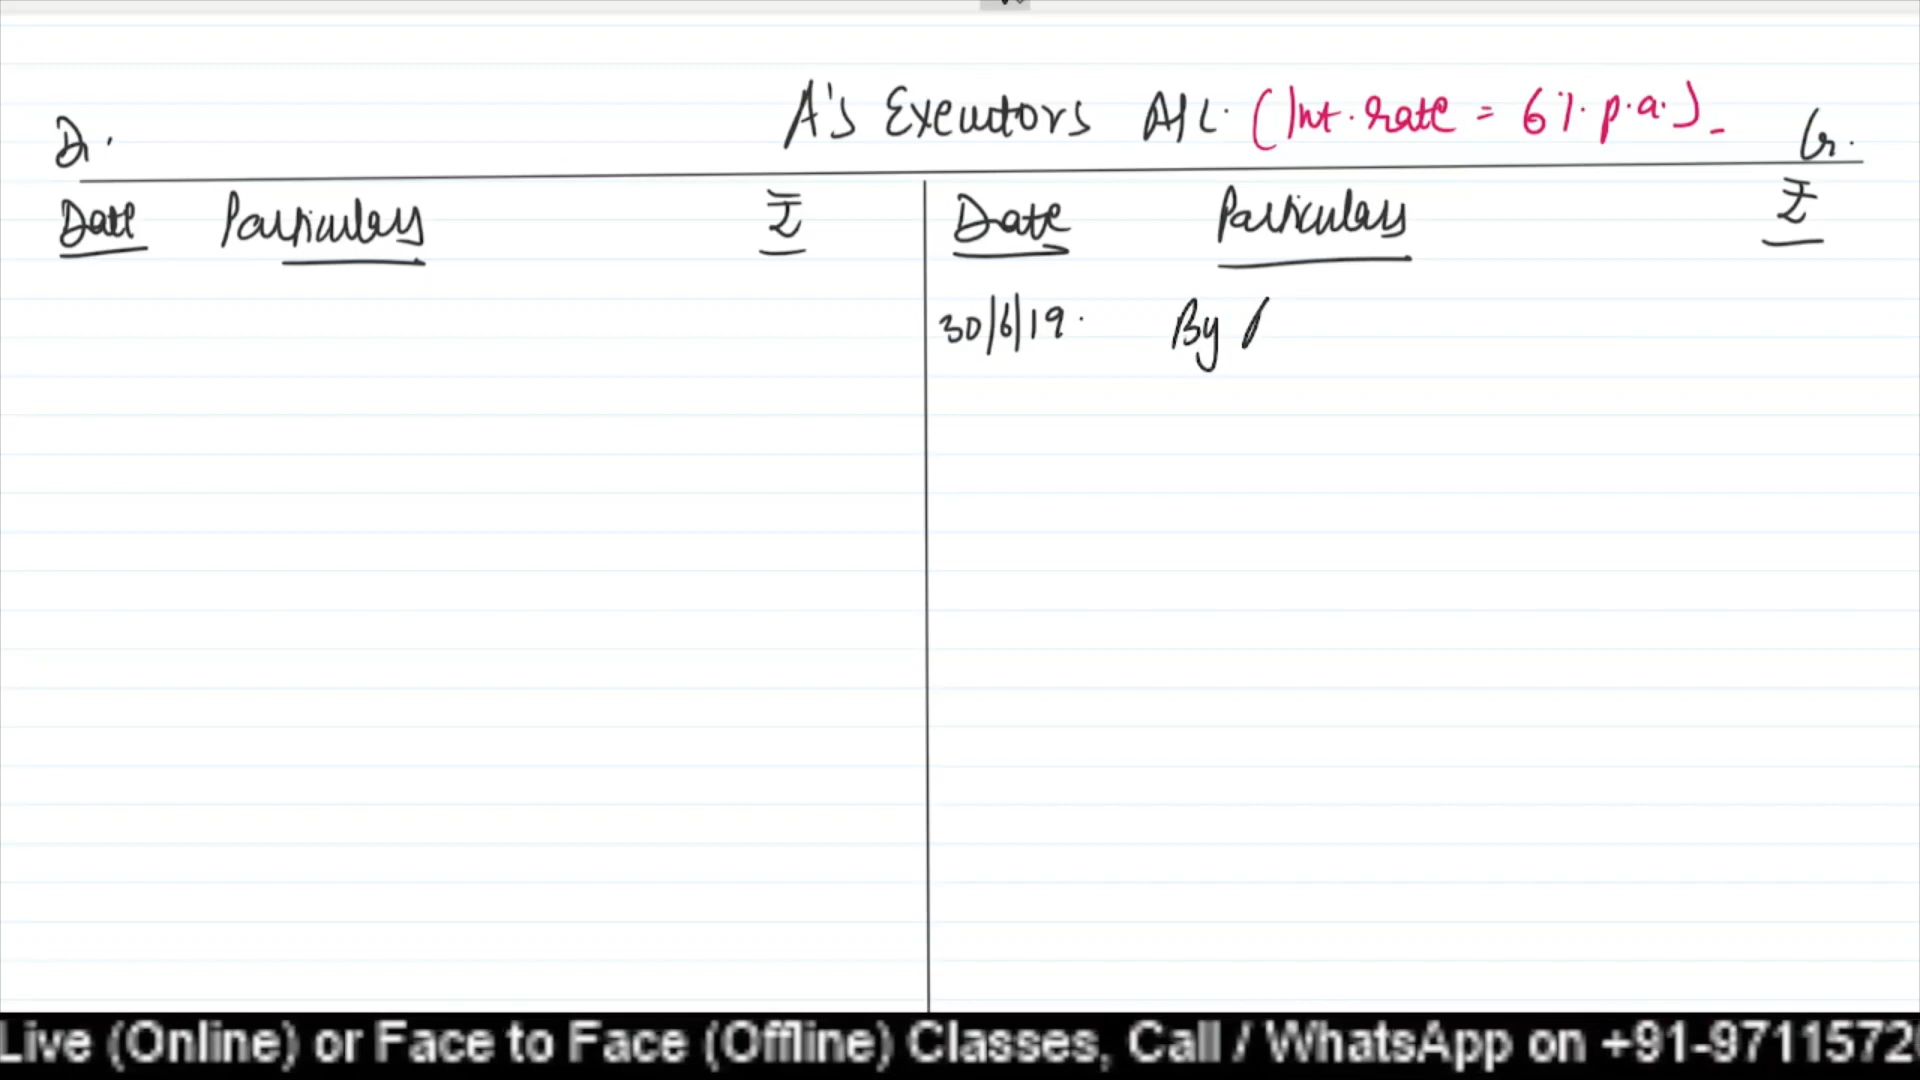 A's Executors A/c. (Int. rate = 6%. p.a.)
Dr. Cr.
Date Particulars ₹ Date Particulars ₹
30/6/19. By
Live (Online) or Face to Face (Offline) Classes, Call / WhatsApp on +91-9711572